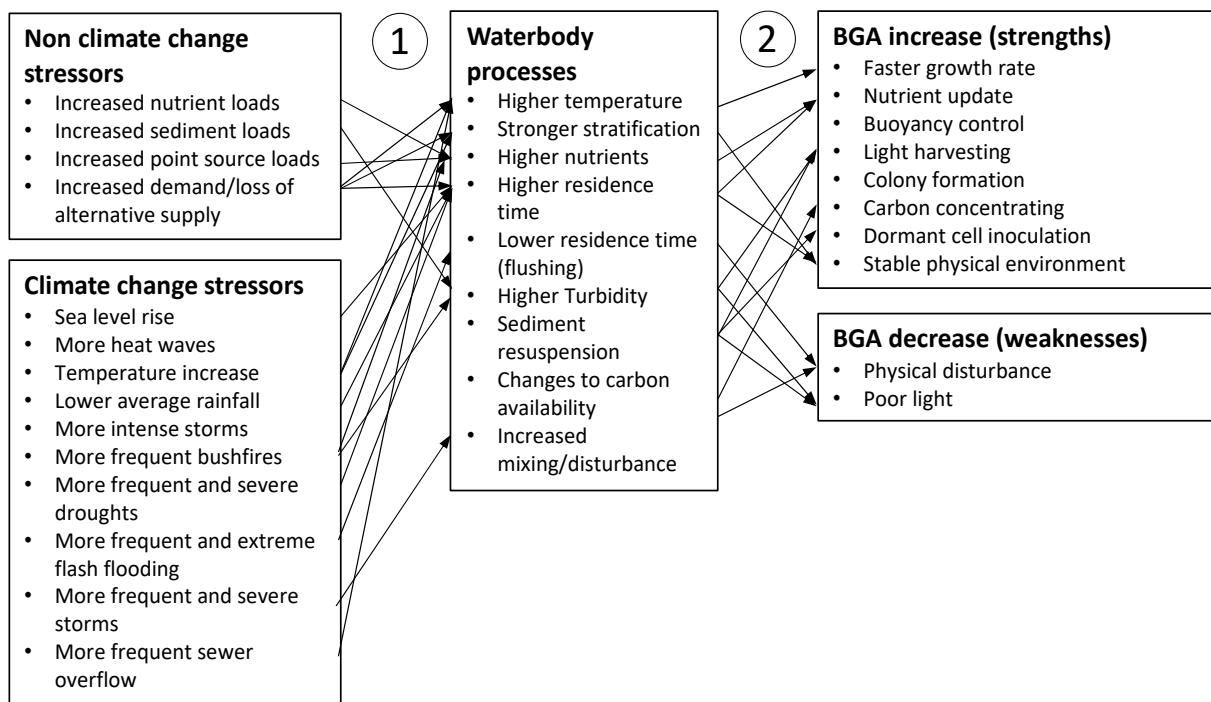 Non climate change
stressors
• Increased nutrient loads
• Increased sediment loads
• Increased point source loads
• Increased demand/loss of
alternative supply
Climate change stressors
• Sea level rise
• More heat waves
• Temperature increase
• Lower average rainfall
• More intense storms
• More frequent bushfires
• More frequent and severe
droughts
• More frequent and extreme
flash flooding
• More frequent and severe
storms
• More frequent sewer
overflow
1
Waterbody
processes
• Higher temperature
• Stronger stratification
• Higher nutrients
• Higher residence
time
• Lower residence time
(flushing)
• Higher Turbidity
• Sediment
resuspension
• Changes to carbon
availability
• Increased
mixing/disturbance
2
BGA increase (strengths)
• Faster growth rate
• Nutrient update
• Buoyancy control
• Light harvesting
• Colony formation
• Carbon concentrating
• Dormant cell inoculation
• Stable physical environment
BGA decrease (weaknesses)
• Physical disturbance
• Poor light